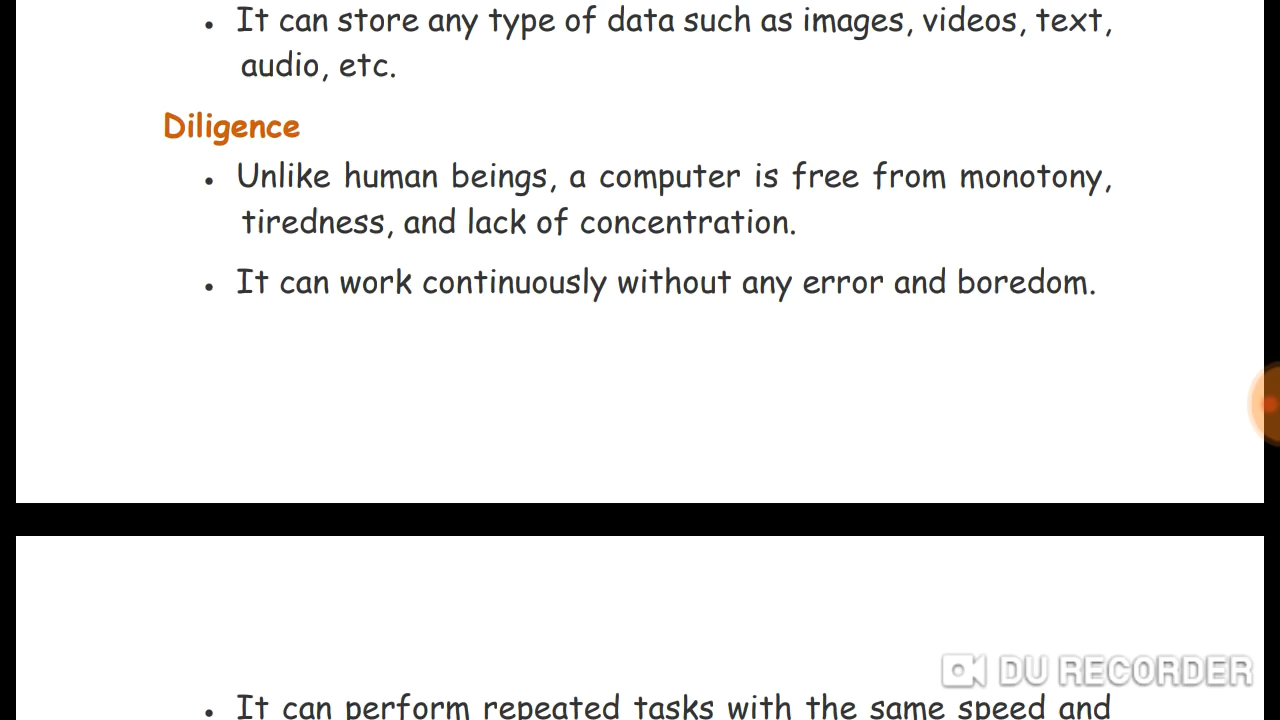 • It can store any type of data such as images, videos, text,
audio, etc.
Diligence
• Unlike human beings, a computer is free from monotony,
tiredness, and lack of concentration.
• It can work continuously without any error and boredom.
DU RECORDER
• It can perform repeated tasks with the same speed and